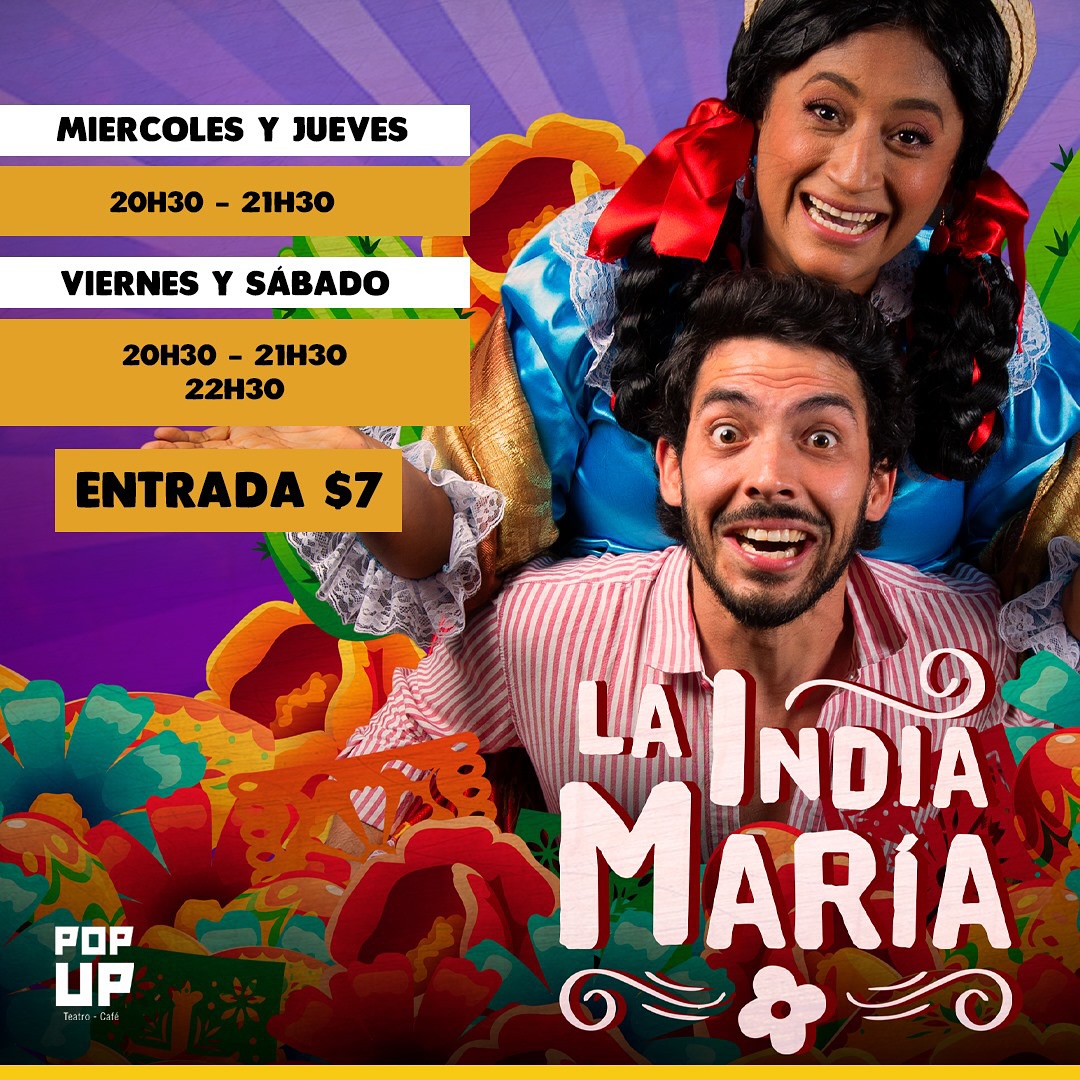 MIERCOLES Y JUEVES
20H30 - 21H30
VIERNES Y SÁBADO
20H30 - 21H30
22H30
ENTRADA $7
LA INDIA
MARÍA
POP
UP
Teatro - Café